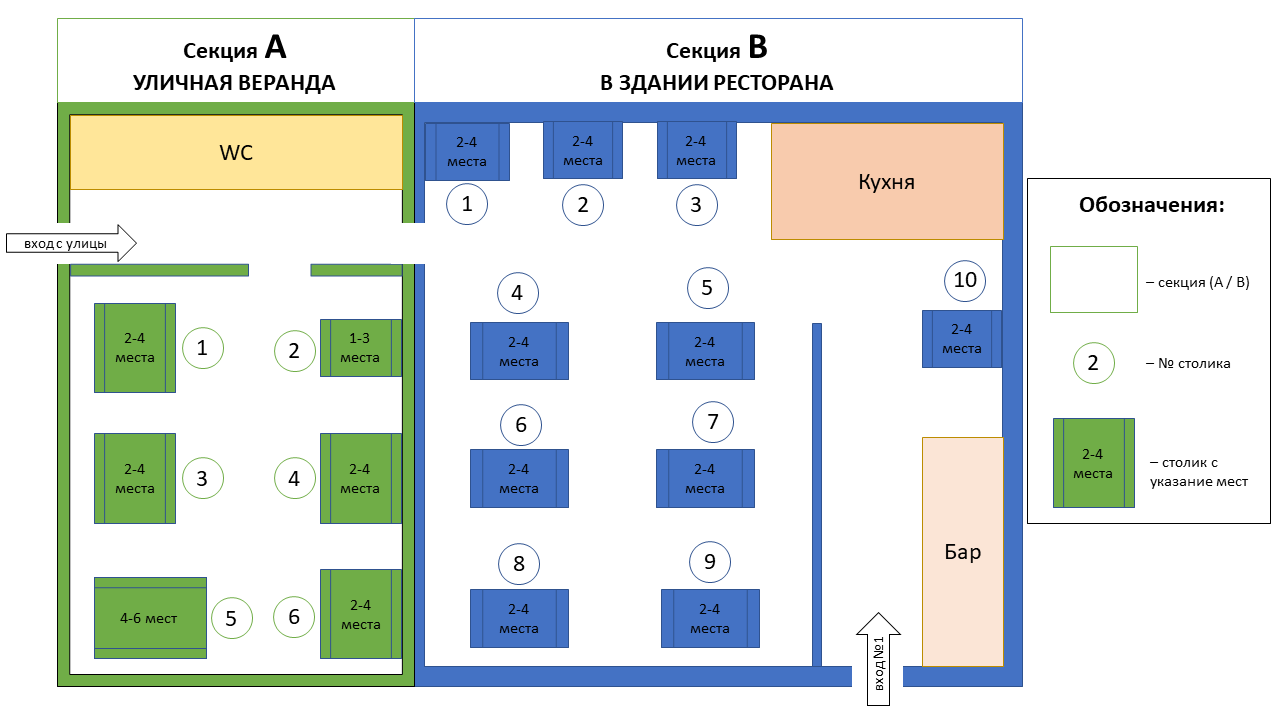 Секция А
УЛИЧНАЯ ВЕРАНДА
Секция В
В ЗДАНИИ РЕСТОРАНА
WC
вход с улицы
2-4
места
1
2
1-3
места
2-4
места
3
4
2-4
места
4-6 мест
5
6
2-4
места
2-4
места
1
2-4
места
2
2-4
места
3
Кухня
4
2-4
места
5
2-4
места
10
2-4
места
6
2-4
места
7
2-4
места
8
2-4
места
9
2-4
места
Бар
вход №1
Обозначения:
– секция (А / В)
2
– № столика
2-4
места
– столик с
указание мест